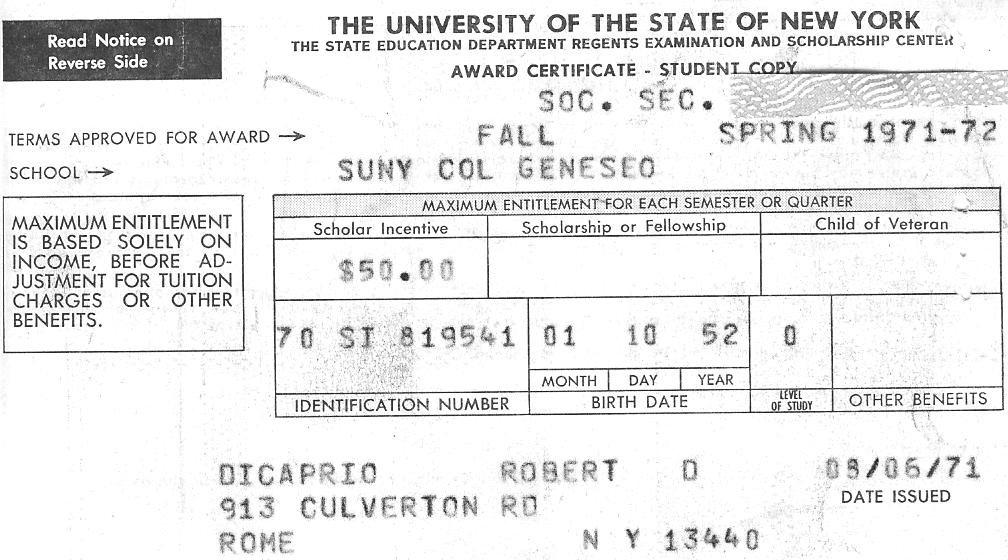 Read Notice on
Reverse Side
THE UNIVERSITY OF THE STATE OF NEW YORK
THE STATE EDUCATION DEPARTMENT REGENTS EXAMINATION AND SCHOLARSHIP CENTER
AWARD CERTIFICATE - STUDENT COPY
SOC. SEC.
TERMS APPROVED FOR AWARD → FALL SPRING 1971-72
SCHOOL → SUNY COL GENESEO
MAXIMUM ENTITLEMENT
IS BASED SOLELY ON
INCOME, BEFORE AD-
JUSTMENT FOR TUITION
CHARGES OR OTHER
BENEFITS.
MAXIMUM ENTITLEMENT FOR EACH SEMESTER OR QUARTER
Scholar Incentive Scholarship or Fellowship Child of Veteran
$50.00
70 SI 819541 01 10 52 0
MONTH DAY YEAR
IDENTIFICATION NUMBER BIRTH DATE LEVEL OF STUDY OTHER BENEFITS
DICAPRIO ROBERT D 08/06/71
DATE ISSUED
913 CULVERTON RD
ROME N Y 13440